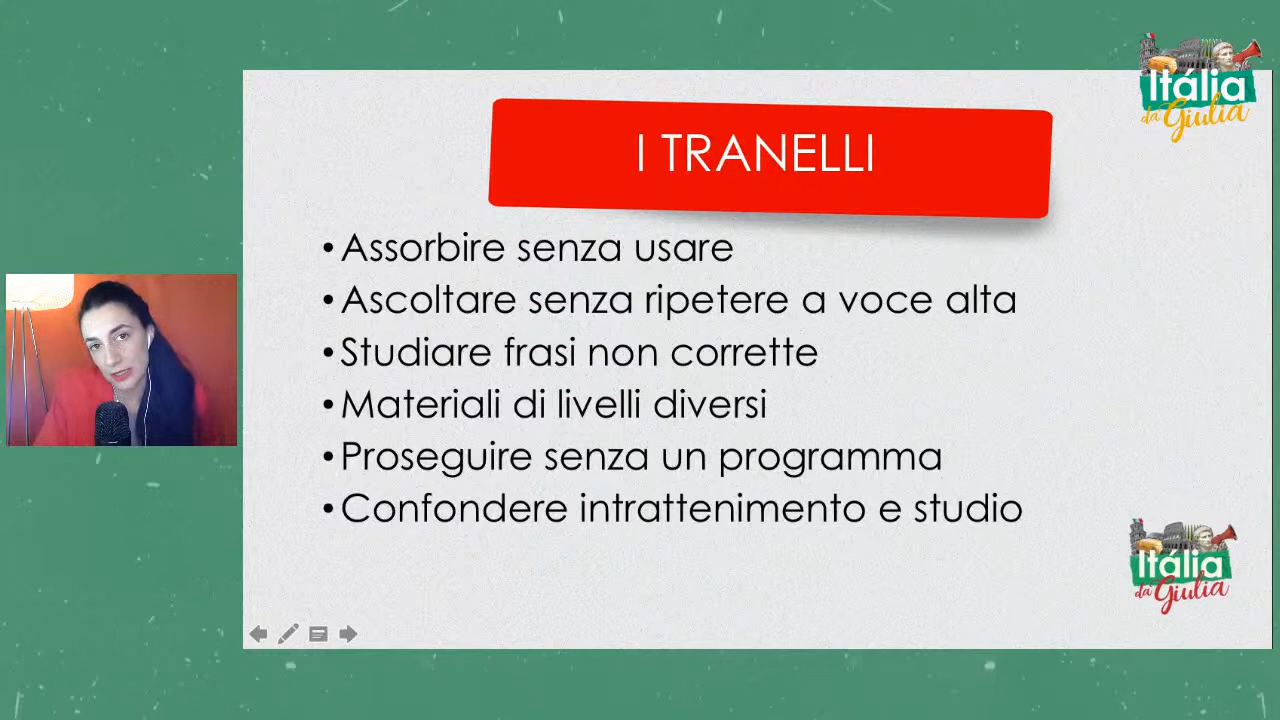 Itália
da Giulia
I TRANELLI
• Assorbire senza usare
• Ascoltare senza ripetere a voce alta
• Studiare frasi non corrette
• Materiali di livelli diversi
• Proseguire senza un programma
• Confondere intrattenimento e studio
Itália
da Giulia